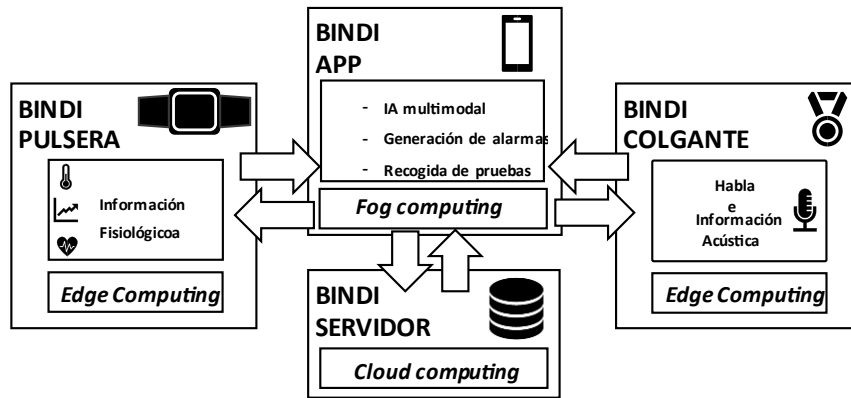 BINDI
PULSERA
Información
Fisiológicoa
Edge Computing
BINDI
APP
- IA multimodal
- Generación de alarmas
- Recogida de pruebas
Fog computing
BINDI
SERVIDOR
Cloud computing
BINDI
COLGANTE
Habla
e
Información
Acústica
Edge Computing